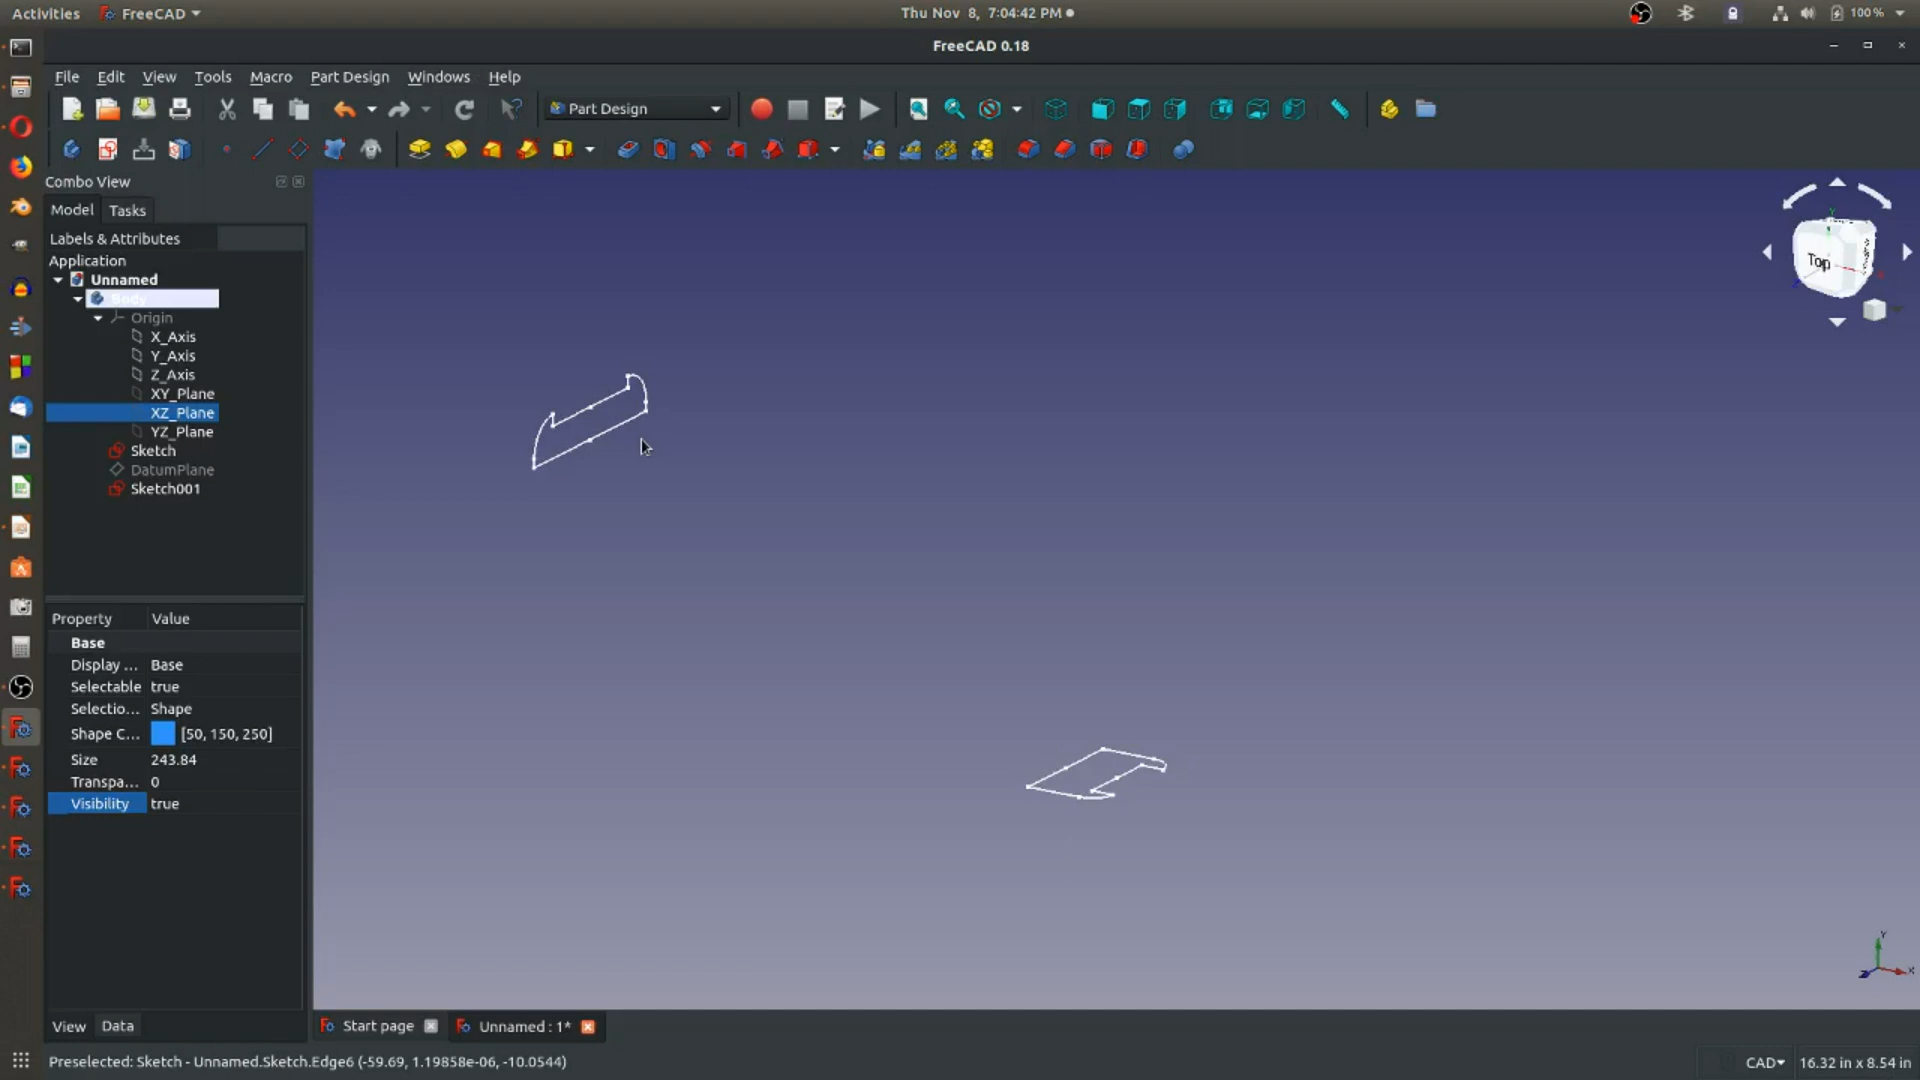 Activities FreeCAD Thu Nov 8, 7:04:42 PM 100%
FreeCAD 0.18
File Edit View Tools Macro Part Design Windows Help
Part Design
Combo View
Model Tasks
Labels & Attributes
Application
Unnamed
Body
Origin
X_Axis
Y_Axis
Z_Axis
XY_Plane
XZ_Plane
YZ_Plane
Sketch
DatumPlane
Sketch001
Top
Property Value
Base
Display ... Base
Selectable true
Selectio... Shape
Shape C... [50, 150, 250]
Size 243.84
Transpa... 0
Visibility true
Y
X
View Data
Start page Unnamed : 1*
Preselected: Sketch - Unnamed.Sketch.Edge6 (-59.69, 1.19858e-06, -10.0544) CAD 16.32 in x 8.54 in